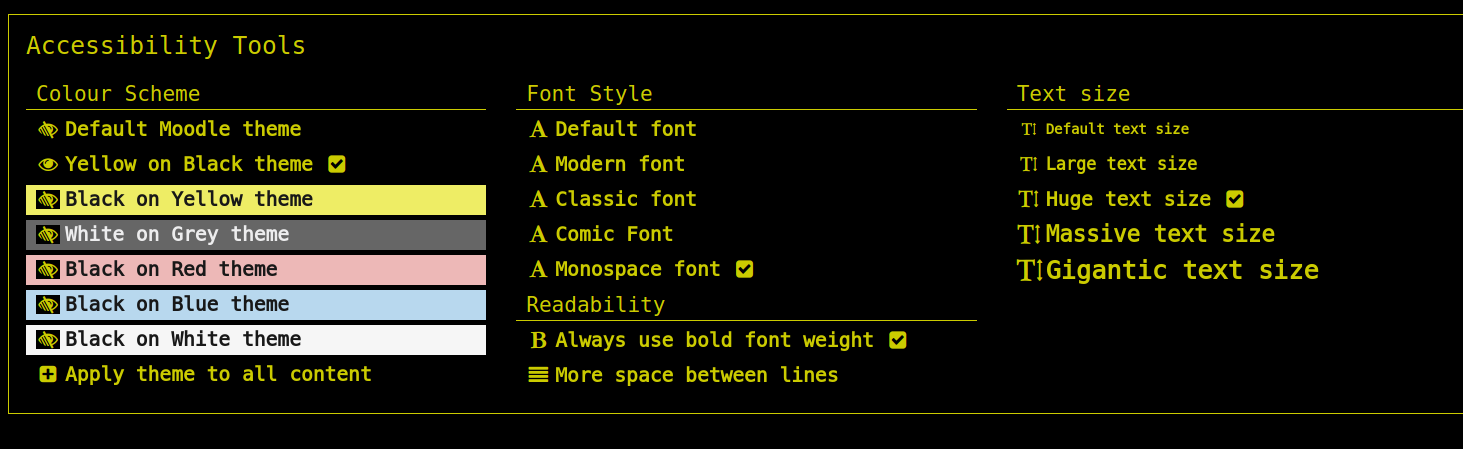 Accessibility Tools
Colour Scheme
Default Moodle theme
Yellow on Black theme
Black on Yellow theme
White on Grey theme
Black on Red theme
Black on Blue theme
Black on White theme
Apply theme to all content
Font Style
Default font
Modern font
Classic font
Comic Font
Monospace font
Readability
Always use bold font weight
More space between lines
Text size
Default text size
Large text size
Huge text size
Massive text size
Gigantic text size